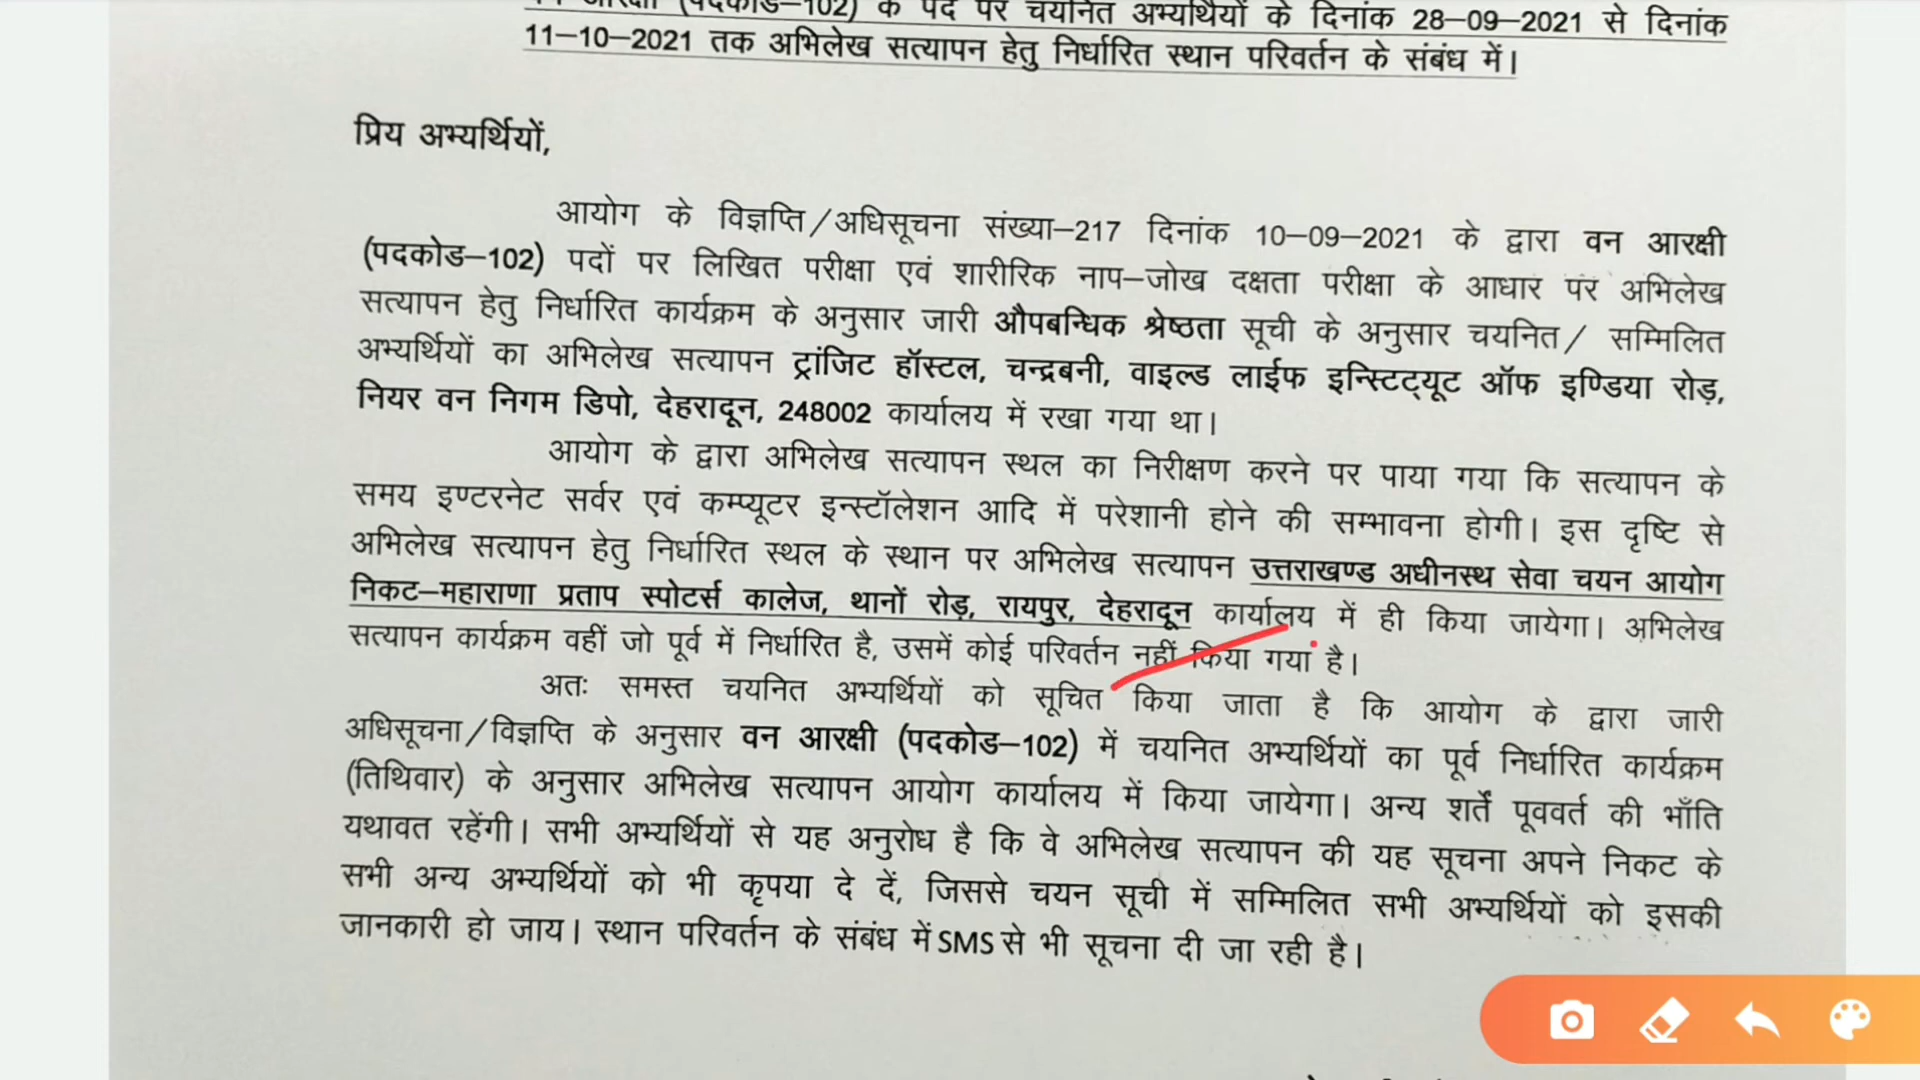 आरक्षी (पदकोड–102) के पद पर चयनित अभ्यर्थियों के दिनांक 28–09–2021 से दिनांक
11–10–2021 तक अभिलेख सत्यापन हेतु निर्धारित स्थान परिवर्तन के संबंध में।
प्रिय अभ्यर्थियों,
आयोग के विज्ञप्ति/अधिसूचना संख्या–217 दिनांक 10–09–2021 के द्वारा वन आरक्षी
(पदकोड–102) पदों पर लिखित परीक्षा एवं शारीरिक नाप–जोख दक्षता परीक्षा के आधार पर अभिलेख
सत्यापन हेतु निर्धारित कार्यक्रम के अनुसार जारी औपबन्धिक श्रेष्ठता सूची के अनुसार चयनित/ सम्मिलित
अभ्यर्थियों का अभिलेख सत्यापन ट्रांजिट हॉस्टल, चन्द्रबनी, वाइल्ड लाईफ इन्स्टिट्यूट ऑफ इण्डिया रोड़,
नियर वन निगम डिपो, देहरादून, 248002 कार्यालय में रखा गया था।
आयोग के द्वारा अभिलेख सत्यापन स्थल का निरीक्षण करने पर पाया गया कि सत्यापन के
समय इण्टरनेट सर्वर एवं कम्प्यूटर इन्स्टॉलेशन आदि में परेशानी होने की सम्भावना होगी। इस दृष्टि से
अभिलेख सत्यापन हेतु निर्धारित स्थल के स्थान पर अभिलेख सत्यापन उत्तराखण्ड अधीनस्थ सेवा चयन आयोग
निकट–महाराणा प्रताप स्पोटर्स कालेज, थानों रोड़, रायपुर, देहरादून कार्यालय में ही किया जायेगा। अभिलेख
सत्यापन कार्यक्रम वहीं जो पूर्व में निर्धारित है, उसमें कोई परिवर्तन नहीं किया गया है।
अतः समस्त चयनित अभ्यर्थियों को सूचित किया जाता है कि आयोग के द्वारा जारी
अधिसूचना/विज्ञप्ति के अनुसार वन आरक्षी (पदकोड–102) में चयनित अभ्यर्थियों का पूर्व निर्धारित कार्यक्रम
(तिथिवार) के अनुसार अभिलेख सत्यापन आयोग कार्यालय में किया जायेगा। अन्य शर्तें पूववर्त की भाँति
यथावत रहेंगी। सभी अभ्यर्थियों से यह अनुरोध है कि वे अभिलेख सत्यापन की यह सूचना अपने निकट के
सभी अन्य अभ्यर्थियों को भी कृपया दे दें, जिससे चयन सूची में सम्मिलित सभी अभ्यर्थियों को इसकी
जानकारी हो जाय। स्थान परिवर्तन के संबंध में SMS से भी सूचना दी जा रही है।